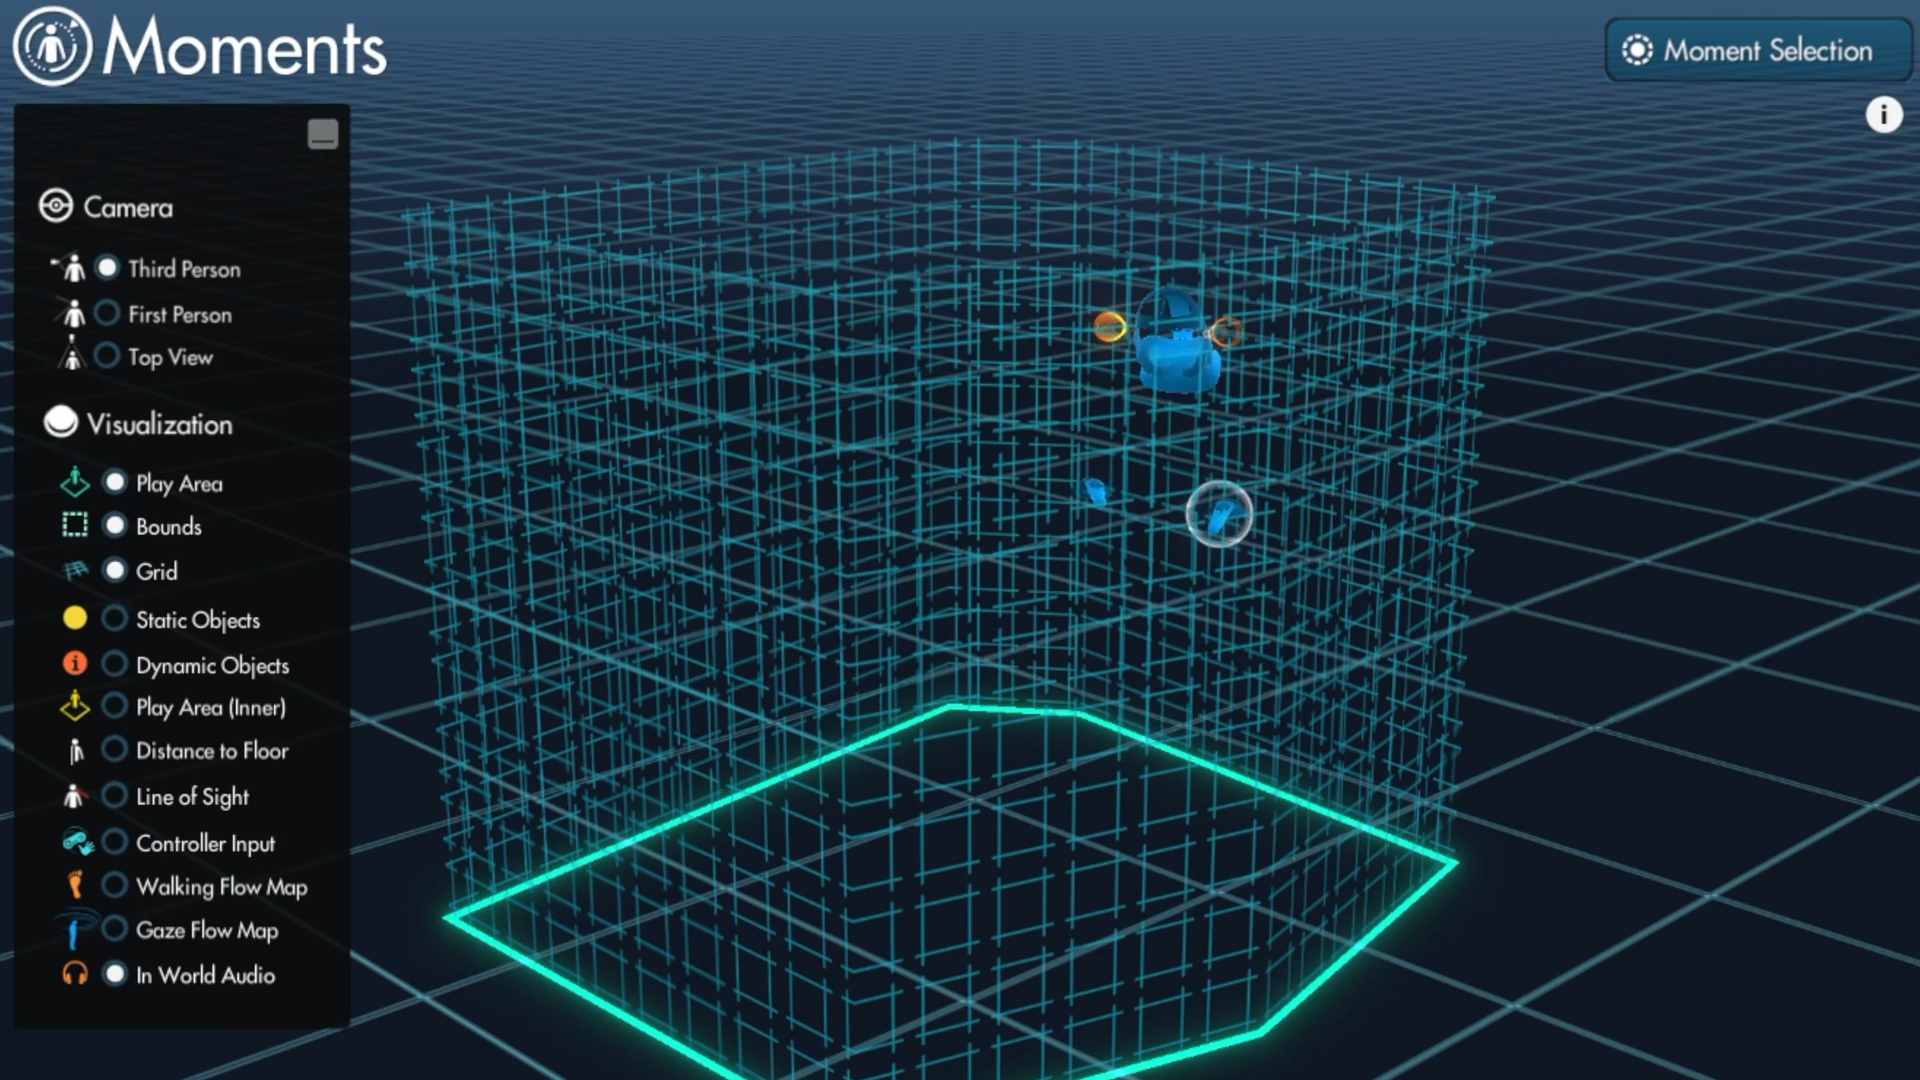 Moments
Moment Selection
i
Camera
Third Person
First Person
Top View
Visualization
Play Area
Bounds
Grid
Static Objects
Dynamic Objects
Play Area (Inner)
Distance to Floor
Line of Sight
Controller Input
Walking Flow Map
Gaze Flow Map
In World Audio